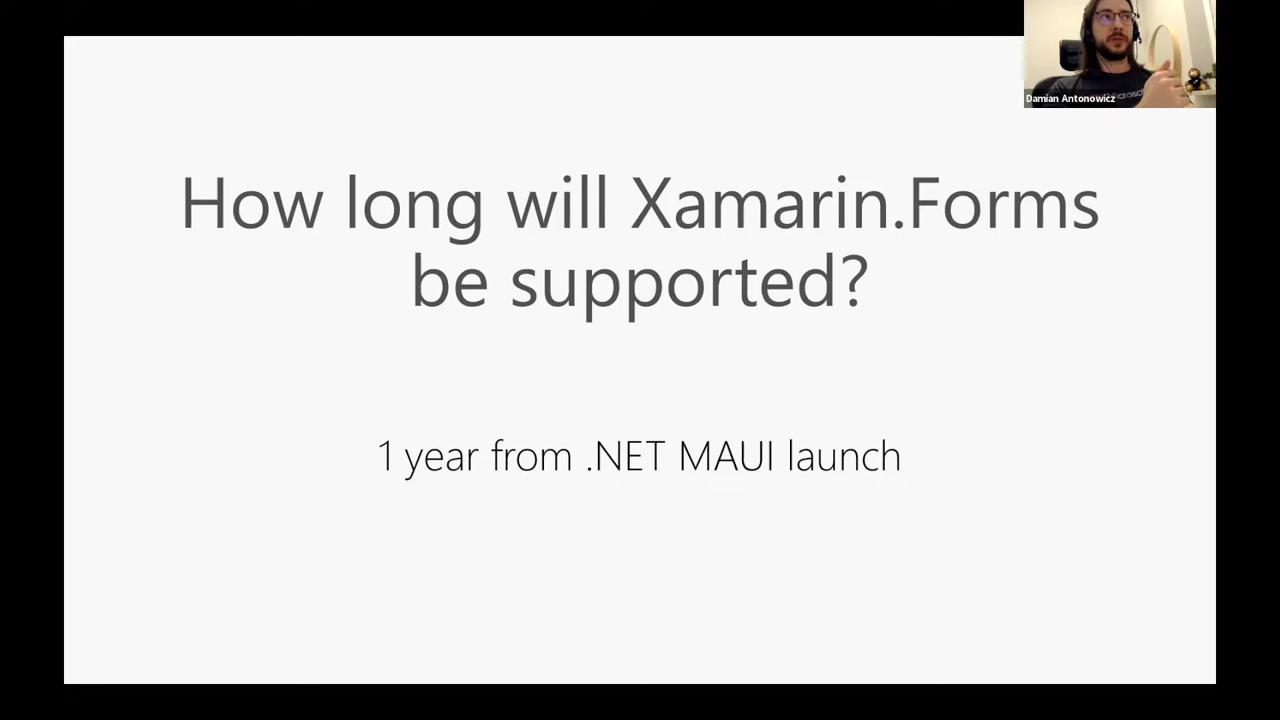 Damian Antonowicz
How long will Xamarin.Forms
be supported?
1 year from .NET MAUI launch